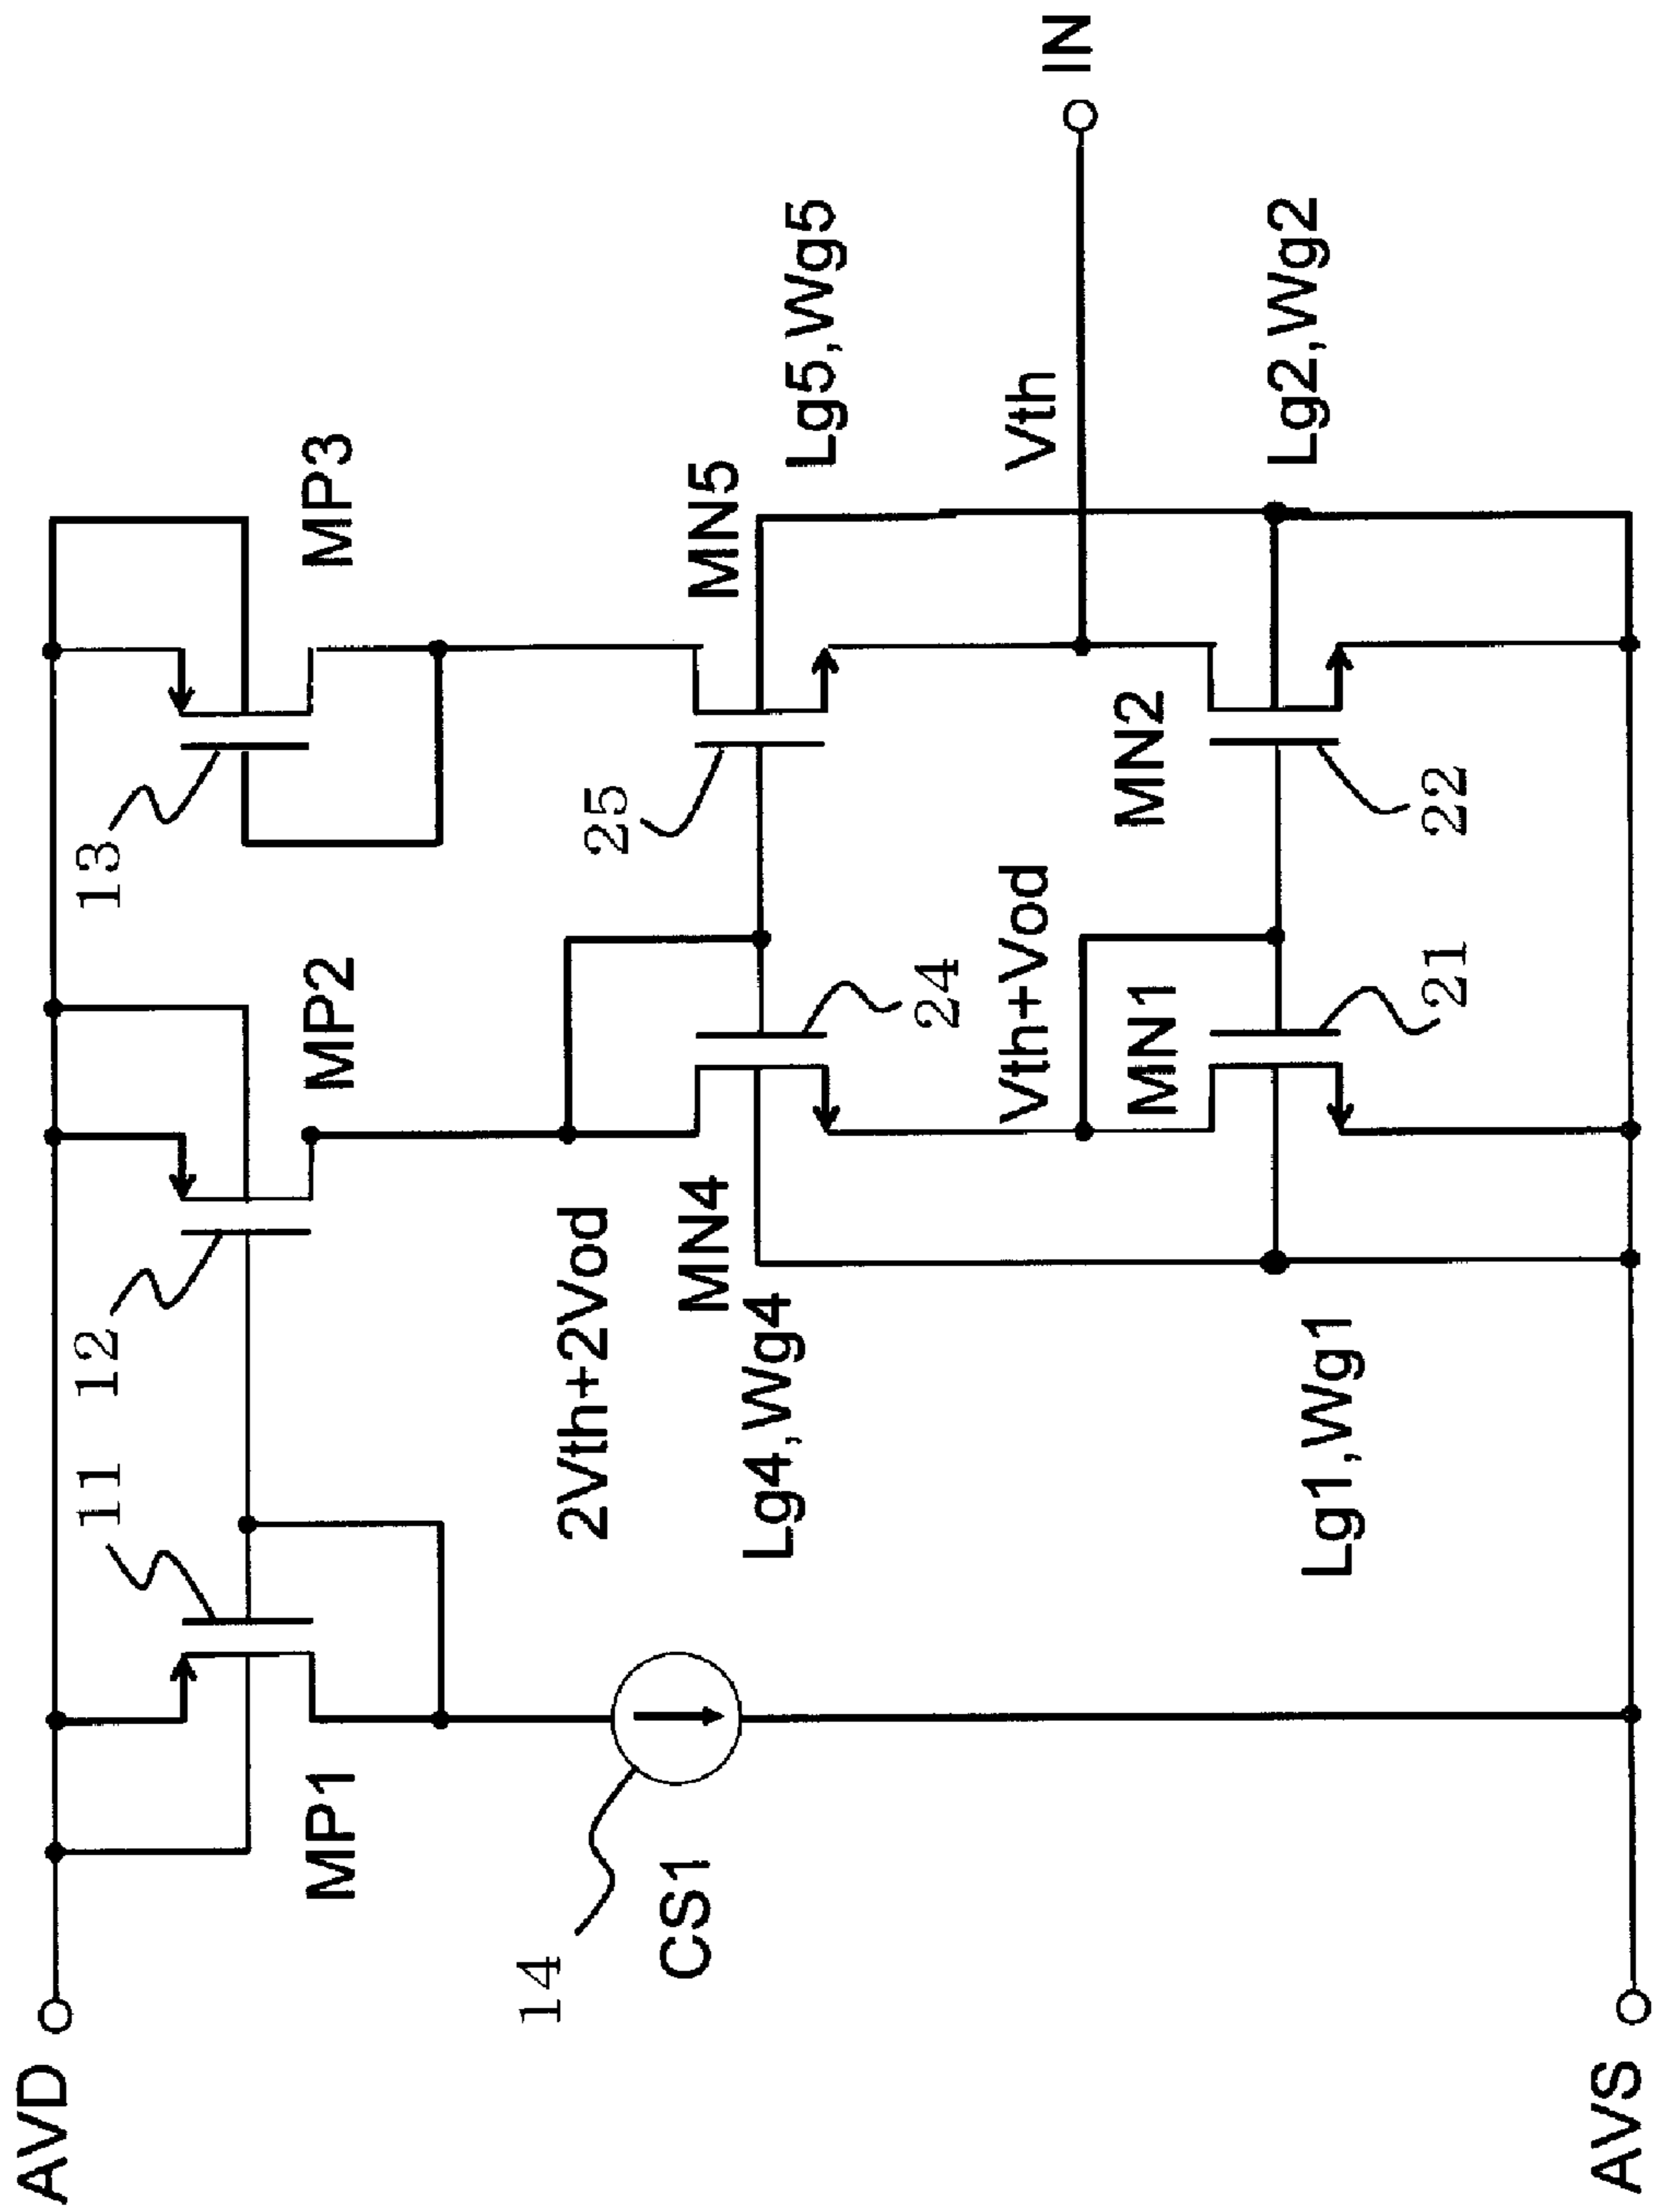 AVD
AVS
MP1
11
CS1
14
MP2
12
2Vth+2Vod
MN4
Lg4,Wg4
24
Vth+Vod
MN1
Lg1,Wg1
21
MP3
13
MN5
25
Lg5,Wg5
Vth
IN
MN2
22
Lg2,Wg2